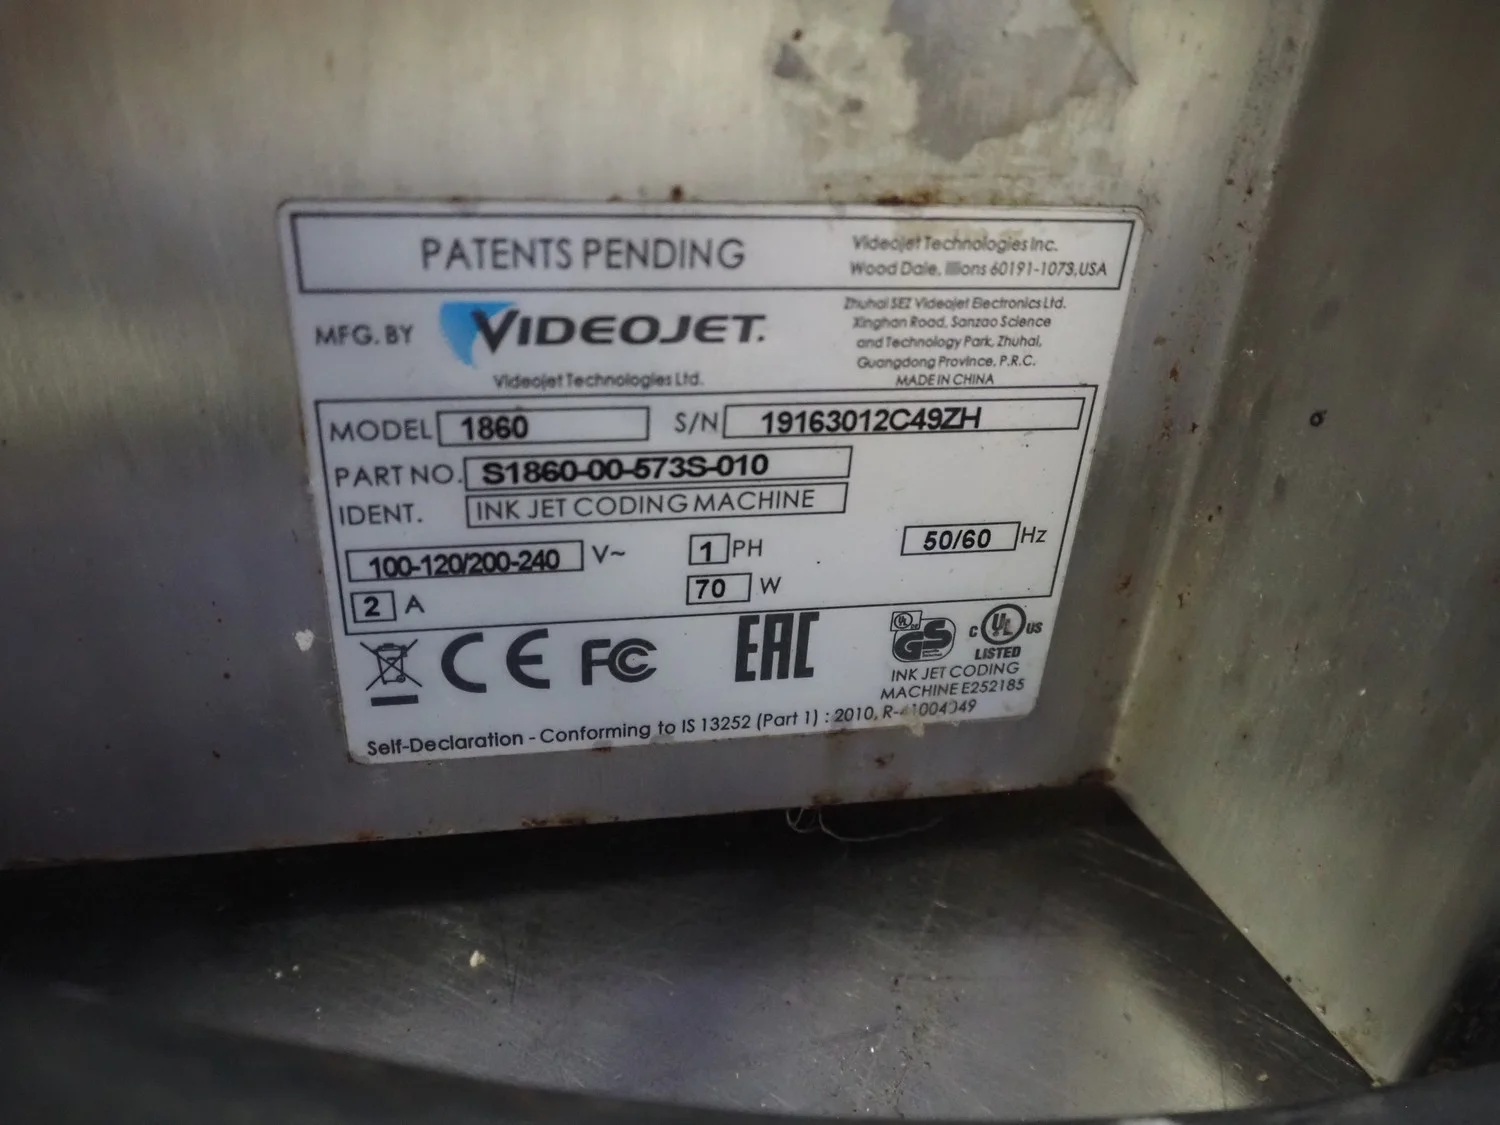 PATENTS PENDING
Videojet Technologies Inc.
Wood Dale, Illions 60191-1073, USA
MFG. BY
VIDEOJET.
Videojet Technologies Ltd.
Zhuhai SEZ Videojet Electronics Ltd.
Xinghan Road, Sanzao Science
and Technology Park, Zhuhai,
Guangdong Province, P.R.C.
MADE IN CHINA
MODEL 1860 S/N 19163012C49ZH
PART NO. S1860-00-573S-010
IDENT. INK JET CODING MACHINE
100-120/200-240 V~ 1 PH 50/60 Hz
2 A 70 W
CE FC EAC
UL GS
C UL US
LISTED
INK JET CODING
MACHINE E252185
Self-Declaration - Conforming to IS 13252 (Part 1) : 2010,